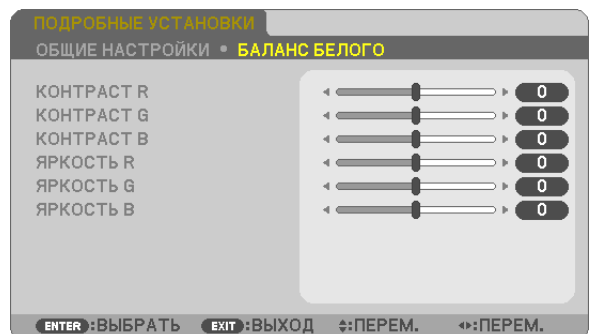 ПОДРОБНЫЕ УСТАНОВКИ
ОБЩИЕ НАСТРОЙКИ • БАЛАНС БЕЛОГО
КОНТРАСТ R 0
КОНТРАСТ G 0
КОНТРАСТ B 0
ЯРКОСТЬ R 0
ЯРКОСТЬ G 0
ЯРКОСТЬ B 0
ENTER :ВЫБРАТЬ EXIT :ВЫХОД :ПЕРЕМ. :ПЕРЕМ.